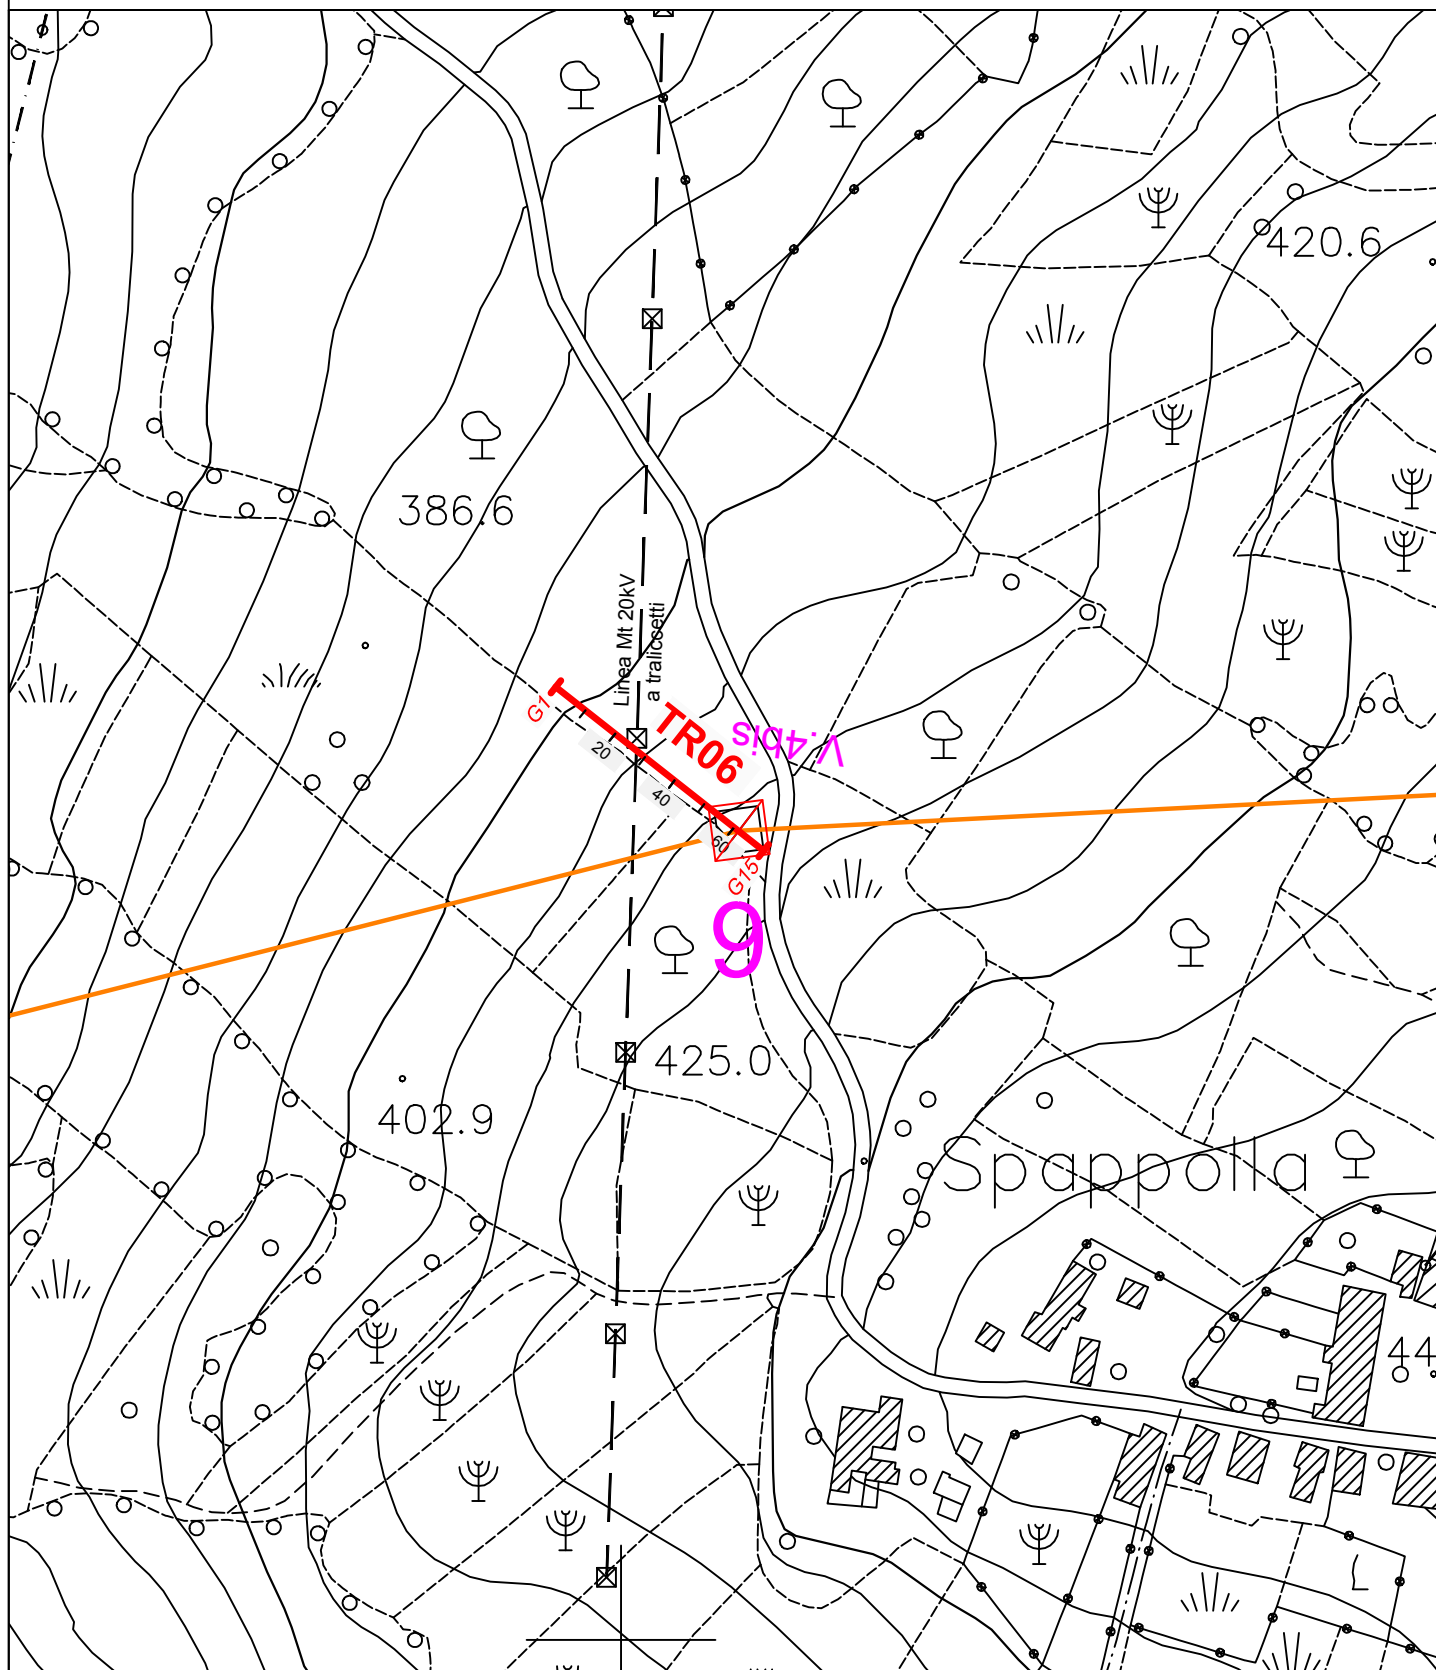 420.6
386.6
Linea Mt 20kV
a traliccetti
G1
TR06
V.4bis
20
40
60
G15
9
425.0
402.9
Spappolla
44